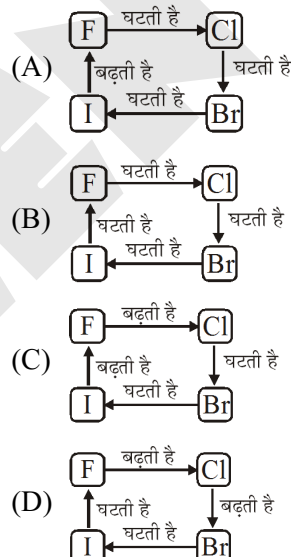 F घटती है Cl
(A) बढ़ती है घटती है
घटती है
I Br
F घटती है Cl
(B) घटती है घटती है
घटती है
I Br
F बढ़ती है Cl
(C) बढ़ती है घटती है
घटती है
I Br
F बढ़ती है Cl
(D) घटती है बढ़ती है
घटती है
I Br